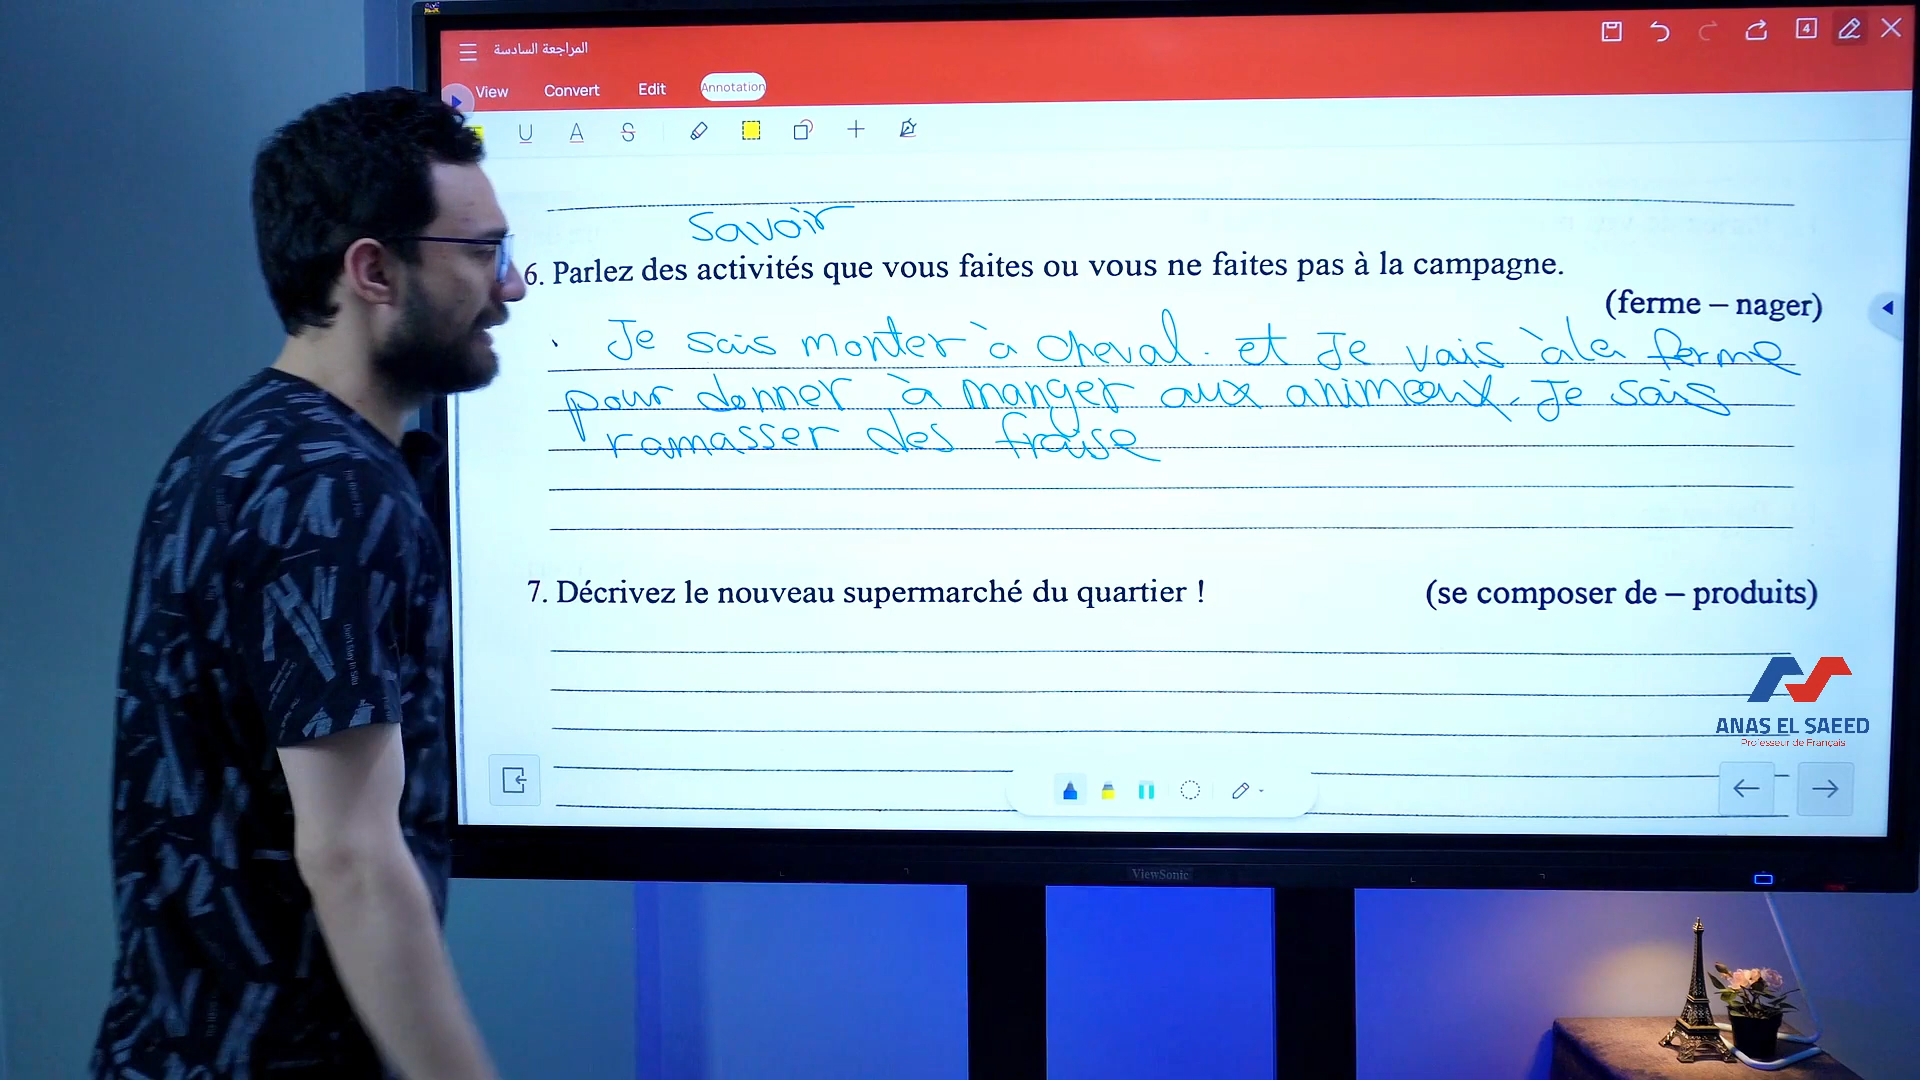 المراجعة السادسة
4
View Convert Edit Annotation
U A S
Savoir
6. Parlez des activités que vous faites ou vous ne faites pas à la campagne.
(ferme – nager)
Je sais monter à cheval. et Je vais à la ferme
pour donner à manger aux animaux. Je sais
ramasser des fraise
7. Décrivez le nouveau supermarché du quartier ! (se composer de – produits)
ANAS EL SAEED
Professeur de Français
ViewSonic